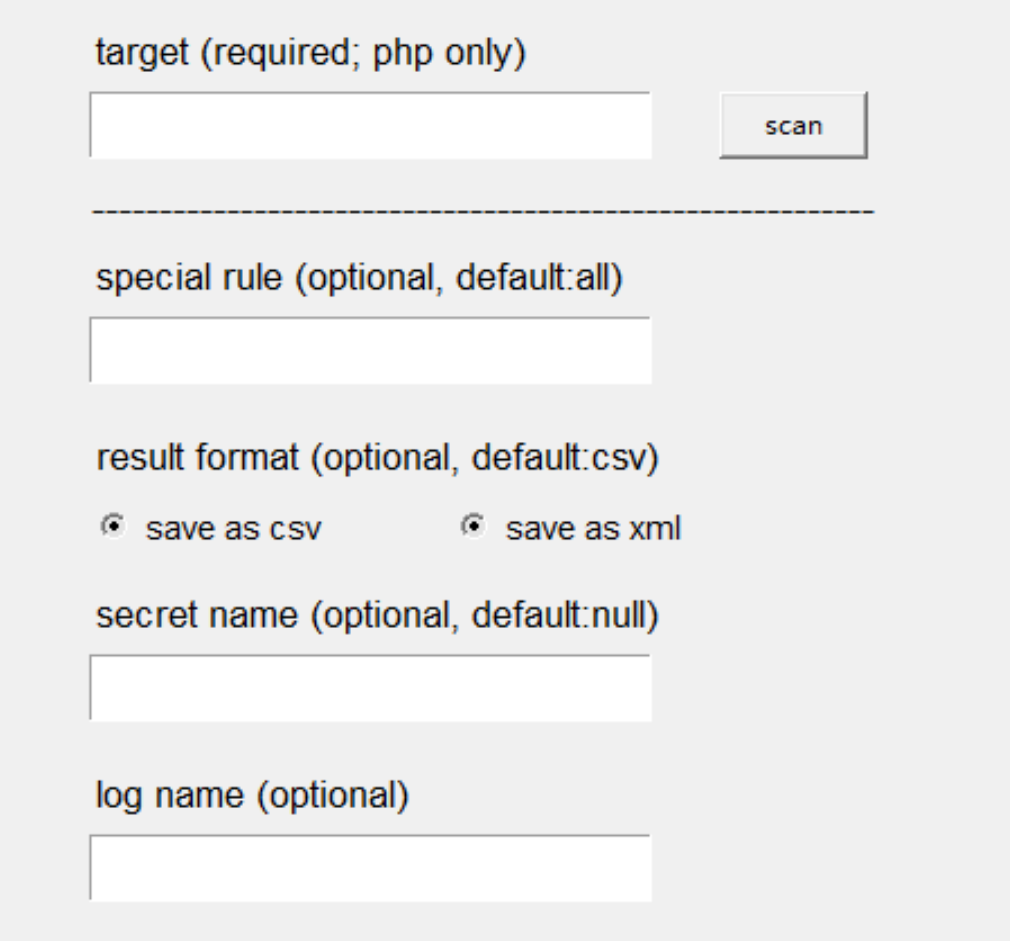 target (required; php only)
scan
----------------------------------------------------------
special rule (optional, default:all)
result format (optional, default:csv)
save as csv save as xml
secret name (optional, default:null)
log name (optional)